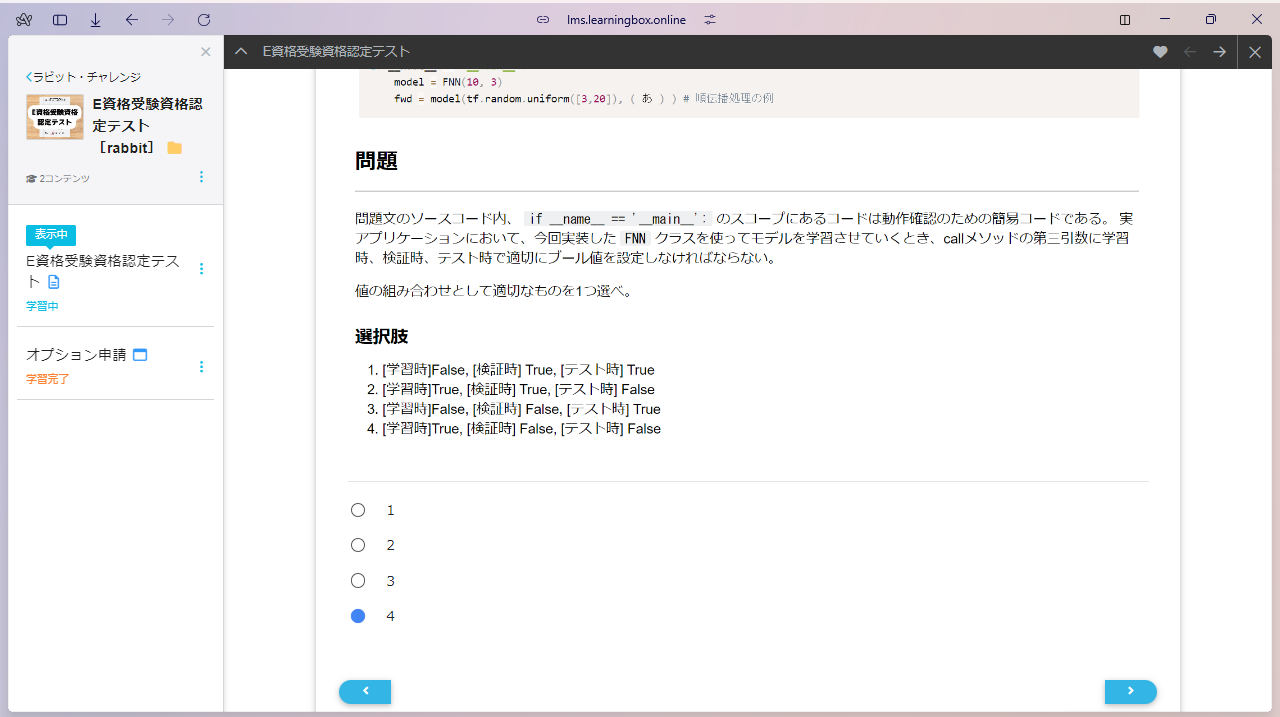 lms.learningbox.online
ラビット・チャレンジ
E資格受験資格認定テスト
認定テスト
E資格受験資格認
定テスト
［rabbit］
2コンテンツ
表示中
E資格受験資格認定テス
ト
学習中
オプション申請
学習完了
E資格受験資格認定テスト
model = FNN(10, 3)
fwd = model(tf.random.uniform([3,20]), ( あ ) ) # 順伝播処理の例
問題
問題文のソースコード内、 if __name__ == '__main__': のスコープにあるコードは動作確認のための簡易コードである。 実
アプリケーションにおいて、今回実装した FNN クラスを使ってモデルを学習させていくとき、callメソッドの第三引数に学習
時、検証時、テスト時で適切にブール値を設定しなければならない。
値の組み合わせとして適切なものを1つ選べ。
選択肢
1. [学習時]False, [検証時] True, [テスト時] True
2. [学習時]True, [検証時] True, [テスト時] False
3. [学習時]False, [検証時] False, [テスト時] True
4. [学習時]True, [検証時] False, [テスト時] False
1
2
3
4